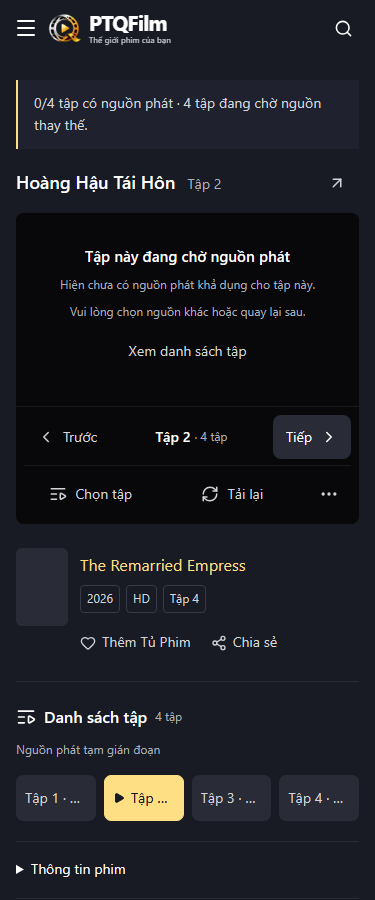 PTQFilm
Thế giới phim của bạn
0/4 tập có nguồn phát · 4 tập đang chờ nguồn
thay thế.
Hoàng Hậu Tái Hôn Tập 2
Tập này đang chờ nguồn phát
Hiện chưa có nguồn phát khả dụng cho tập này.
Vui lòng chọn nguồn khác hoặc quay lại sau.
Xem danh sách tập
Trước Tập 2 · 4 tập Tiếp
Chọn tập Tải lại
The Remarried Empress
2026 HD Tập 4
Thêm Tủ Phim Chia sẻ
Danh sách tập 4 tập
Nguồn phát tạm gián đoạn
Tập 1 · ... Tập ... Tập 3 · ... Tập 4 · ...
Thông tin phim